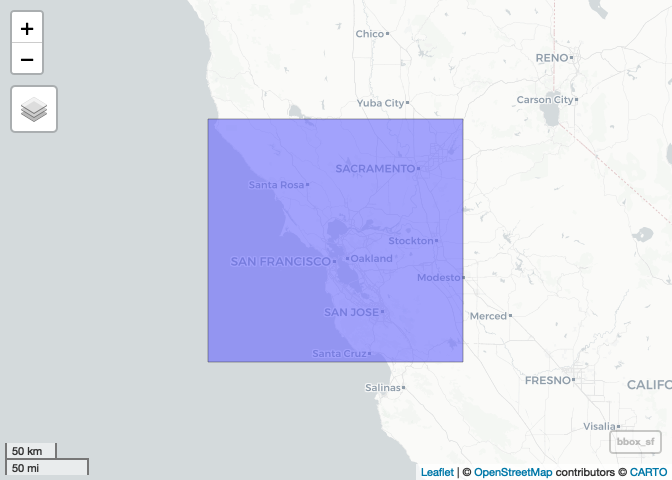 +
Chico
RENO
−
Yuba City
Carson City
SACRAMENTO
Santa Rosa
Stockton
SAN FRANCISCO
Oakland
Modesto
SAN JOSE
Merced
Santa Cruz
Salinas
FRESNO
CALIFO
Visalia
bbox_sf
50 km
50 mi
Leaflet | © OpenStreetMap contributors © CARTO